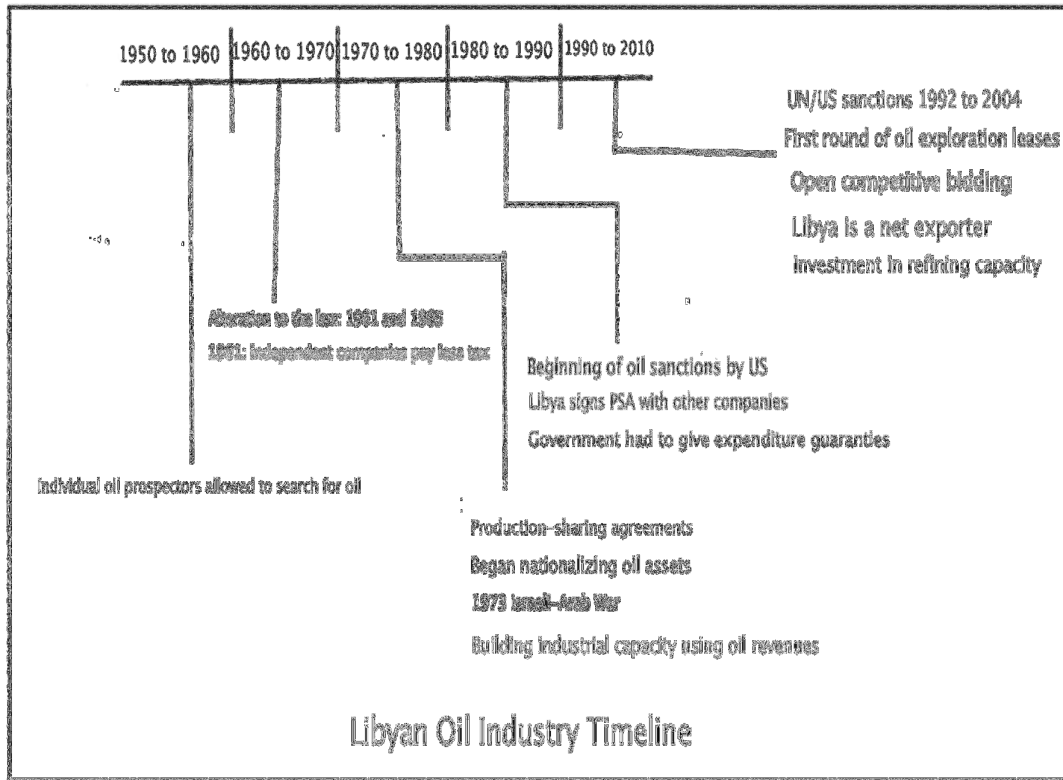 1950 to 1960 1960 to 1970 1970 to 1980 1980 to 1990 1990 to 2010
UN/US sanctions 1992 to 2004
First round of oil exploration leases
Open competitive bidding
Libya is a net exporter
Investment in refining capacity
Alteration to the law: 1961 and 1965
1961: Independent companies pay less tax
Beginning of oil sanctions by US
Libya signs PSA with other companies
Government had to give expenditure guaranties
Individual oil prospectors allowed to search for oil
Production-sharing agreements
Began nationalizing oil assets
1973 Israeli-Arab War
Building industrial capacity using oil revenues
Libyan Oil Industry Timeline